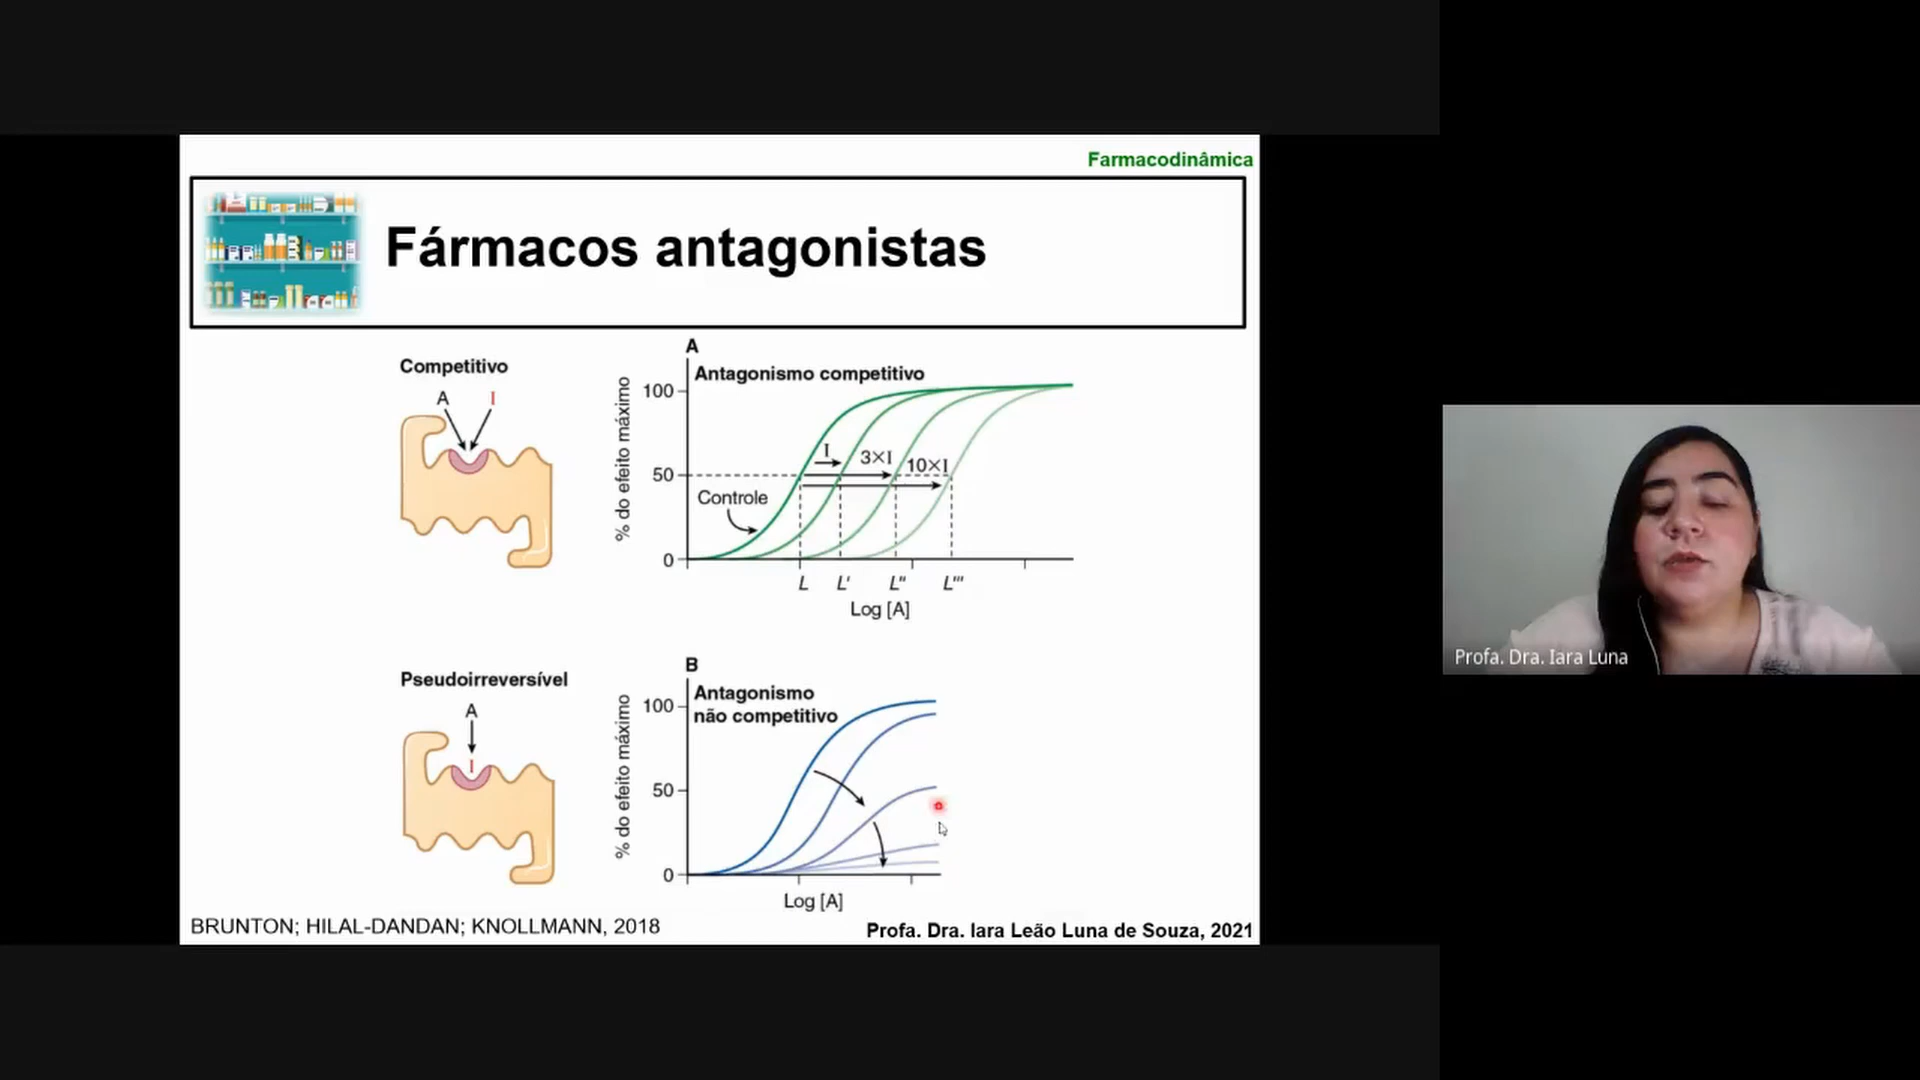 Farmacodinâmica
Fármacos antagonistas
Competitivo
A I
A
Antagonismo competitivo
% do efeito máximo
100
50
0
I
3×I
10×I
Controle
L L' L'' L'''
Log [A]
Pseudoirreversível
A
I
B
Antagonismo
não competitivo
% do efeito máximo
100
50
0
Log [A]
BRUNTON; HILAL-DANDAN; KNOLLMANN, 2018
Profa. Dra. Iara Leão Luna de Souza, 2021
Profa. Dra. Iara Luna